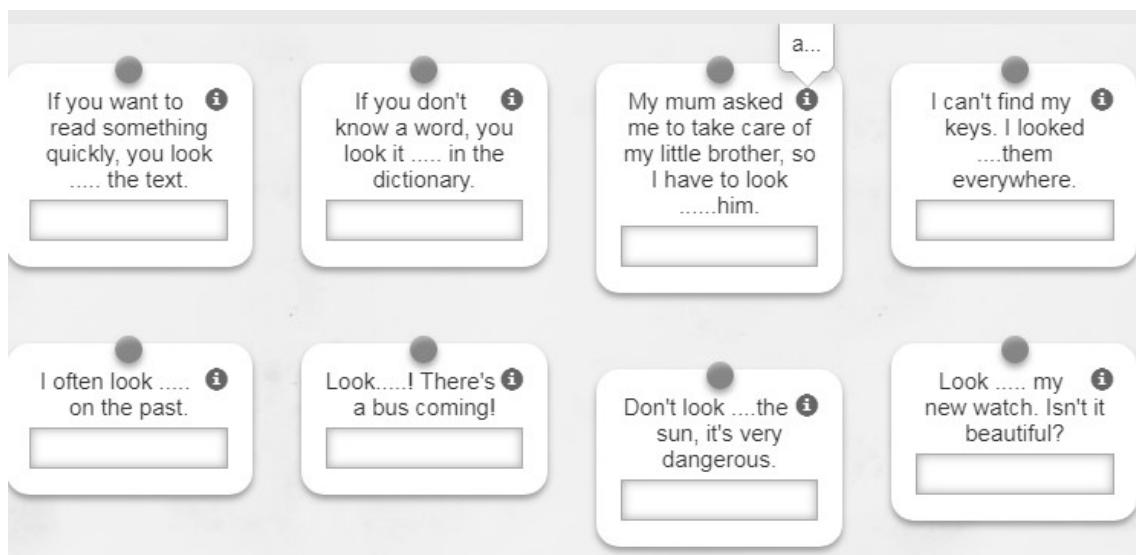 a...
If you want to
read something
quickly, you look
..... the text.
If you don't
know a word, you
look it ..... in the
dictionary.
My mum asked
me to take care of
my little brother, so
I have to look
......him.
I can't find my
keys. I looked
....them
everywhere.
I often look .....
on the past.
Look.....! There's
a bus coming!
Don't look ....the
sun, it's very
dangerous.
Look ..... my
new watch. Isn't it
beautiful?